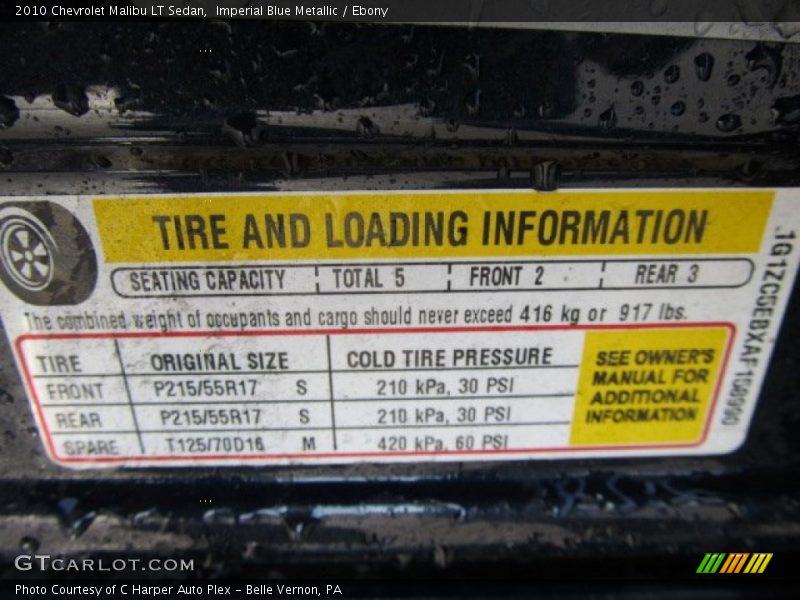 2010 Chevrolet Malibu LT Sedan, Imperial Blue Metallic / Ebony
TIRE AND LOADING INFORMATION
SEATING CAPACITY TOTAL 5 FRONT 2 REAR 3
The combined weight of occupants and cargo should never exceed 416 kg or 917 lbs.
TIRE ORIGINAL SIZE COLD TIRE PRESSURE
FRONT P215/55R17 S 210 kPa, 30 PSI
REAR P215/55R17 S 210 kPa, 30 PSI
SPARE T125/70D16 M 420 kPa, 60 PSI
SEE OWNER'S
MANUAL FOR
ADDITIONAL
INFORMATION
GTCARLOT.COM
Photo Courtesy of C Harper Auto Plex - Belle Vernon, PA